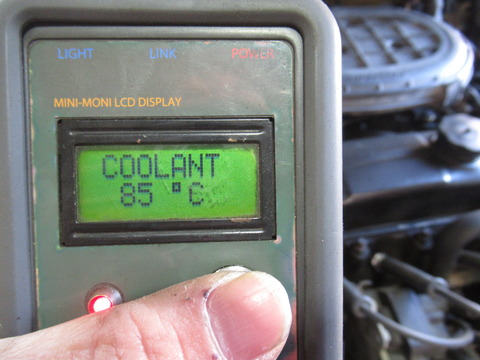 LIGHT LINK POWER
MINI-MONI LCD DISPLAY
COOLANT
85 °C